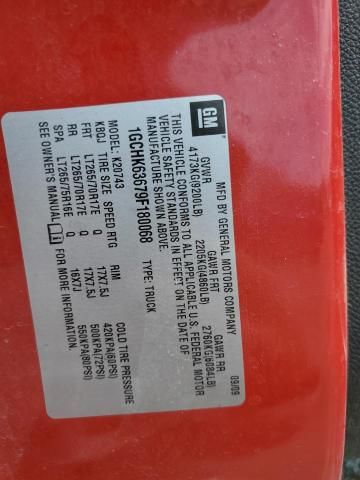 GM
MFD BY GENERAL MOTORS COMPANY 09/09
GVWR GAWR FRT GAWR RR
4173KG(9200LB) 2205KG(4860LB) 2760KG(6084LB)
THIS VEHICLE CONFORMS TO ALL APPLICABLE U.S. FEDERAL MOTOR
VEHICLE SAFETY STANDARDS IN EFFECT ON THE DATE OF
MANUFACTURE SHOWN ABOVE.
1GCHK63679F180068 TYPE: TRUCK
MODEL: K20743
KBQJ TIRE SIZE SPEED RTG RIM COLD TIRE PRESSURE
FRT LT265/70R17E Q 17X7.5J 420KPA(60PSI)
RR LT265/70R17E Q 17X7.5J 500KPA(72PSI)
SPA LT265/75R16E Q 16X7J 550KPA(80PSI)
SEE OWNER'S MANUAL FOR MORE INFORMATION